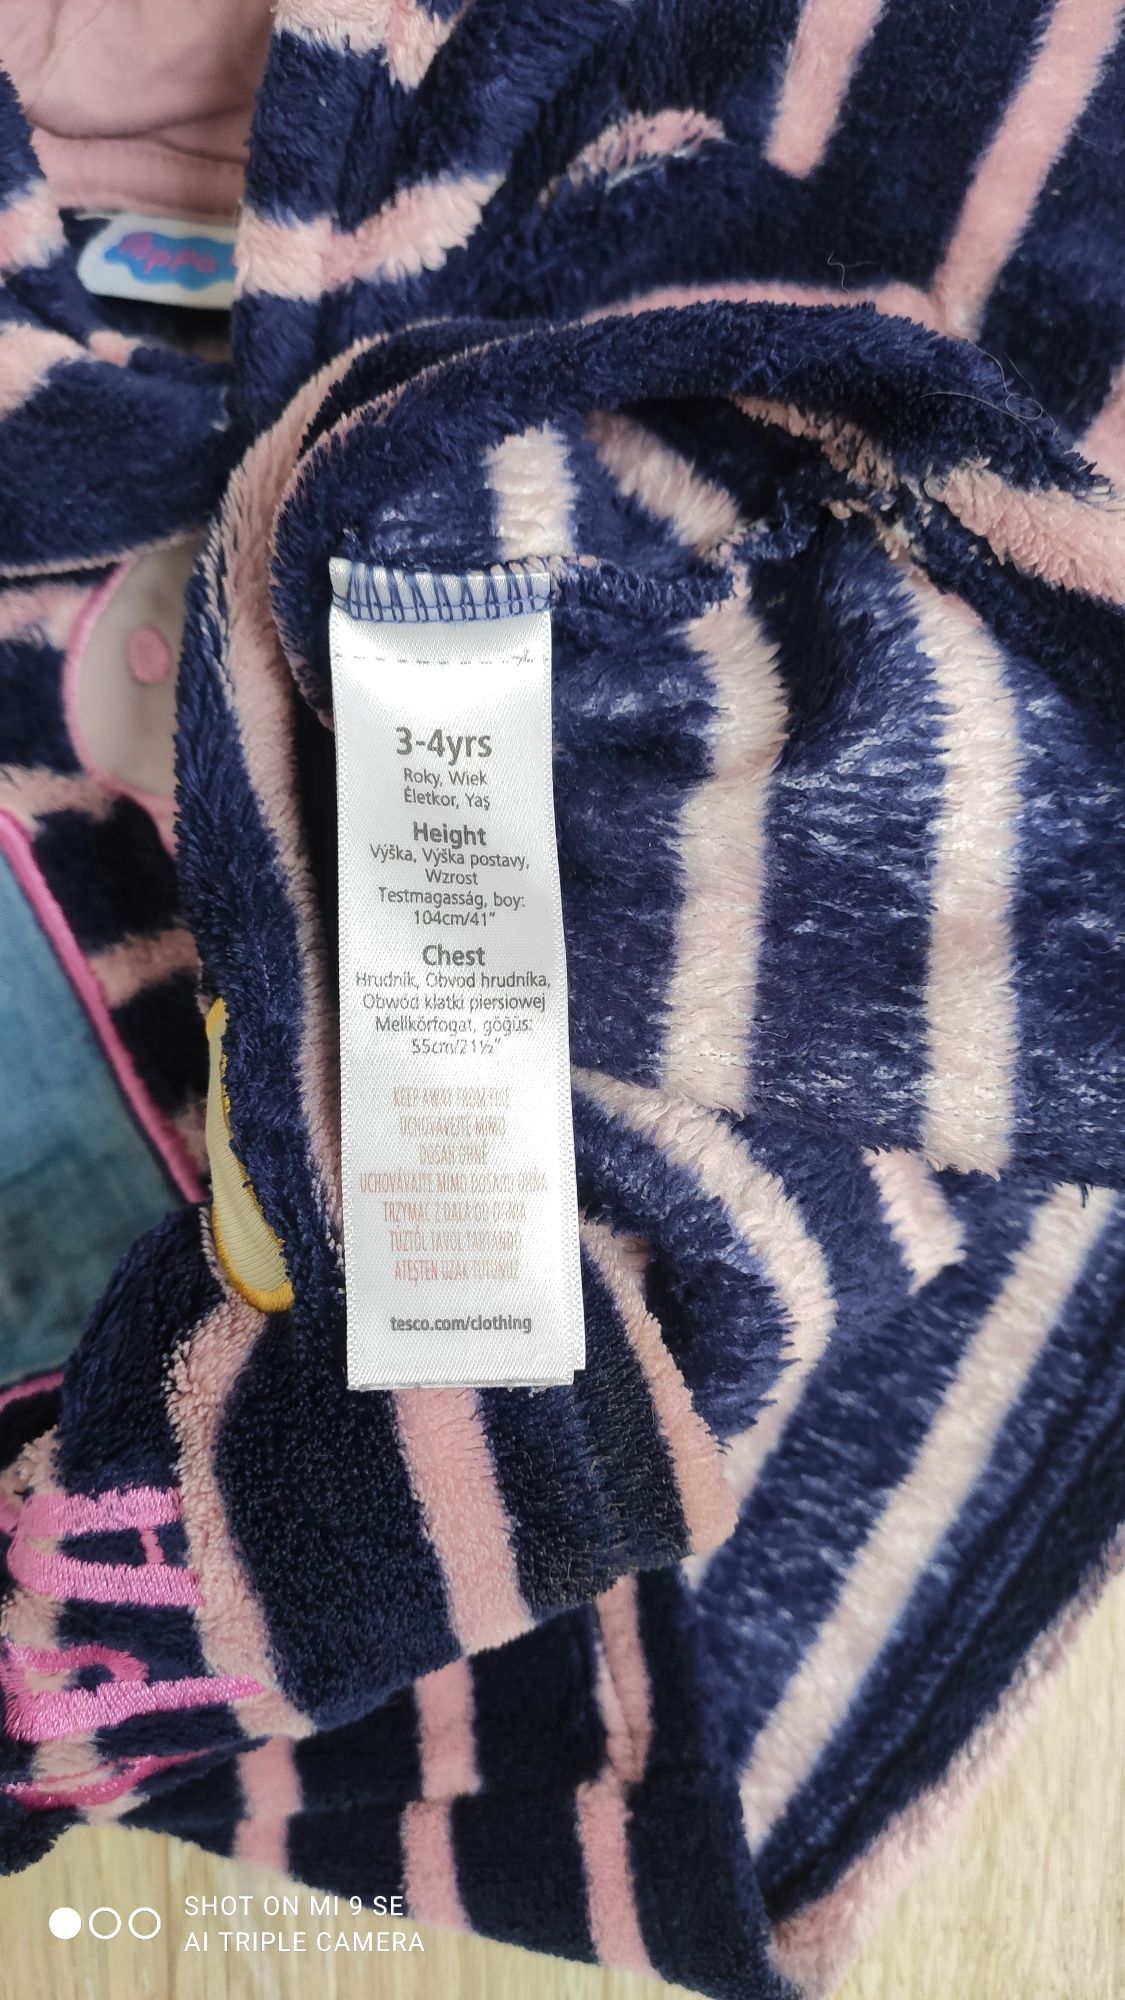 3-4yrs
Roky, Wiek
Életkor, Yaş
Height
Výška, Výška postavy,
Wzrost
Testmagasság, boy:
104cm/41"
Chest
Hrudník, Obvod hrudníka,
Obwód klatki piersiowej
Mellkörfogat, göğüs:
55cm/21½"
KEEP AWAY FROM FIRE
UCHOVÁVEJTE MIMO
DOSAH OHNĚ
UCHOVÁVAJTE MIMO DOSAHU OHŇA
TRZYMAĆ Z DALA OD OGNIA
TŰZTŐL TÁVOL TARTANDÓ
ATEŞTEN UZAK TUTUNUZ
tesco.com/clothing
SHOT ON MI 9 SE
AI TRIPLE CAMERA